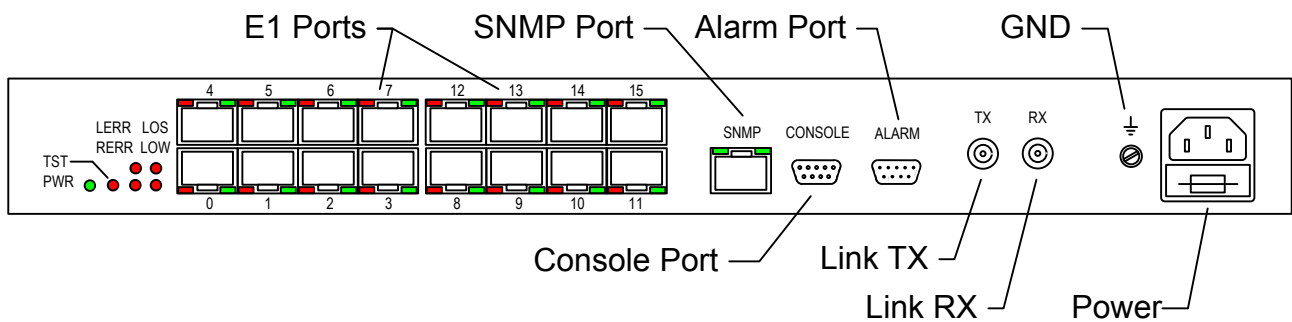 E1 Ports SNMP Port Alarm Port GND
4 5 6 7 12 13 14 15
LERR LOS
RERR LOW
TST
PWR
SNMP CONSOLE ALARM TX RX
0 1 2 3 8 9 10 11
Console Port Link TX
Link RX Power